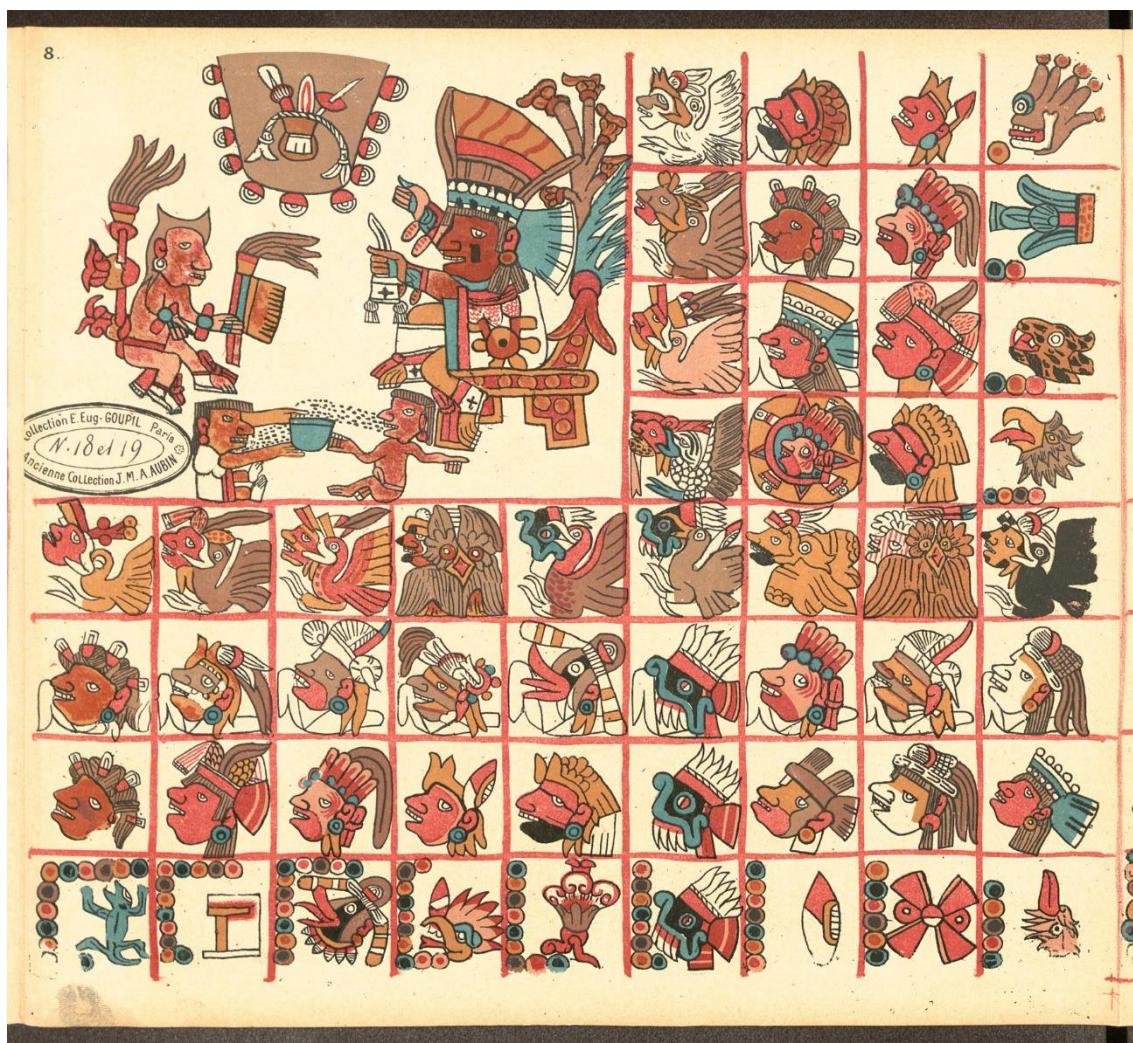 8.
Collection E. Eug-GOUPIL Paris
N. 18 et 19
Ancienne Collection J. M. A. AUBIN